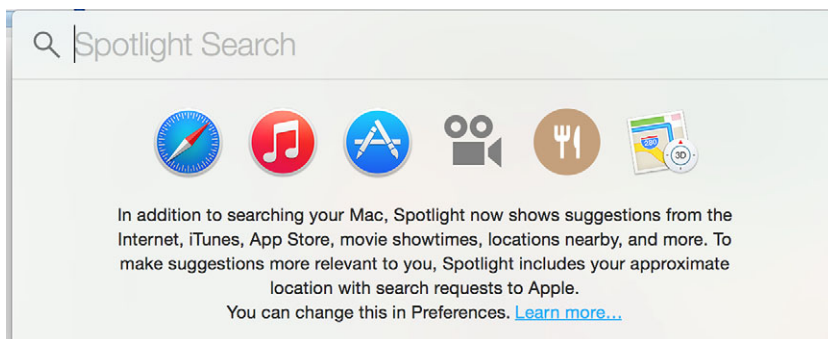 Spotlight Search
280
3D
In addition to searching your Mac, Spotlight now shows suggestions from the
Internet, iTunes, App Store, movie showtimes, locations nearby, and more. To
make suggestions more relevant to you, Spotlight includes your approximate
location with search requests to Apple.
You can change this in Preferences. Learn more...